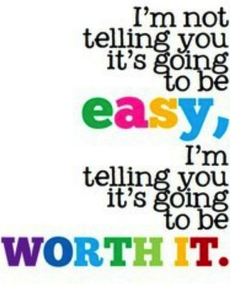 I'm not
telling you
it's going
to be
easy,
I'm
telling you
it's going
to be
WORTH IT.